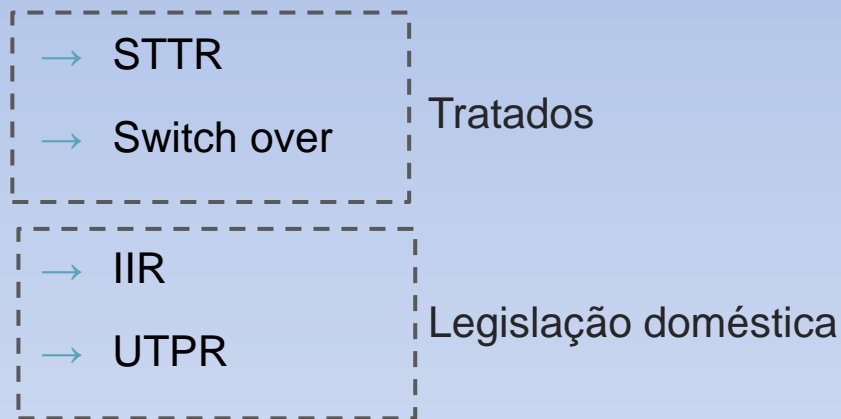 → STTR
→ Switch over
Tratados
→ IIR
→ UTPR
Legislação doméstica